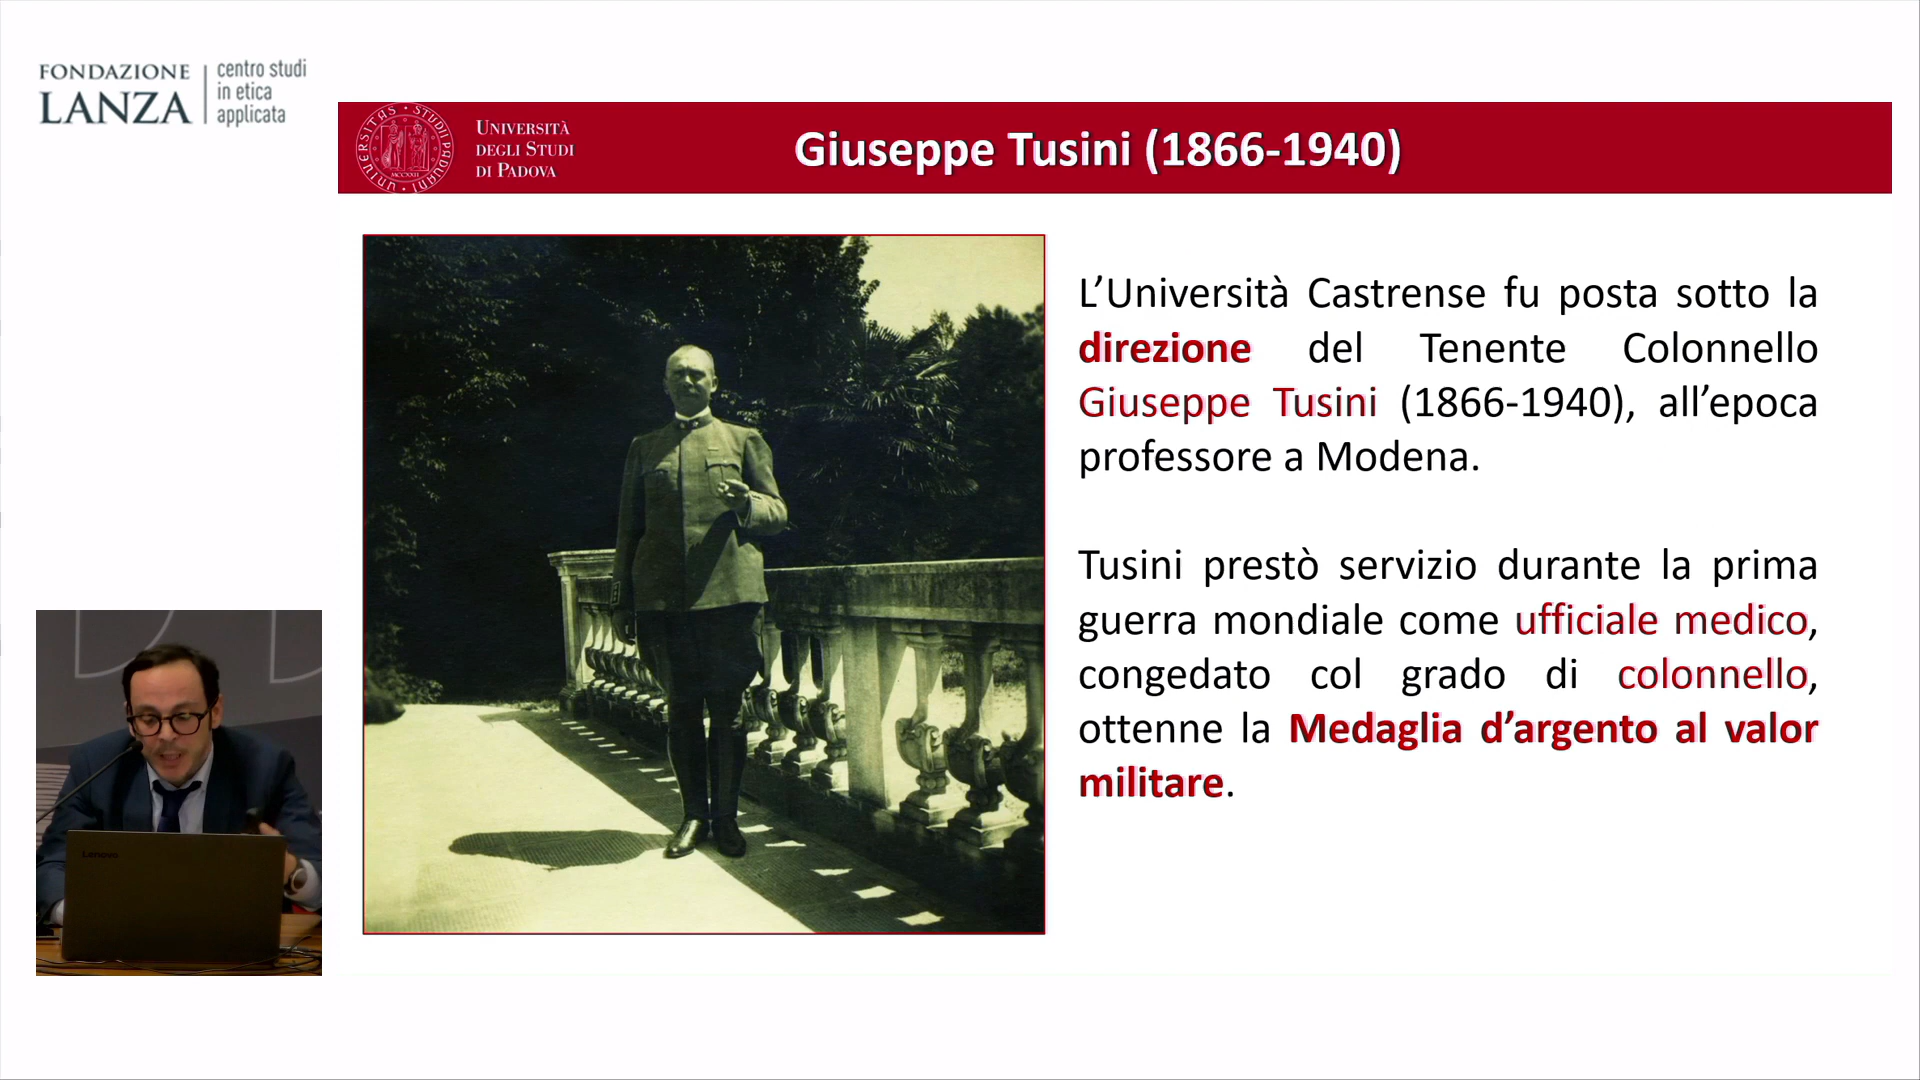 FONDAZIONE
LANZA
centro studi
in etica
applicata
UNIVERSITÀ
DEGLI STUDI
DI PADOVA
Giuseppe Tusini (1866-1940)
L’Università Castrense fu posta sotto la
direzione del Tenente Colonnello
Giuseppe Tusini (1866-1940), all’epoca
professore a Modena.
Tusini prestò servizio durante la prima
guerra mondiale come ufficiale medico,
congedato col grado di colonnello,
ottenne la Medaglia d’argento al valor
militare.
Lenovo